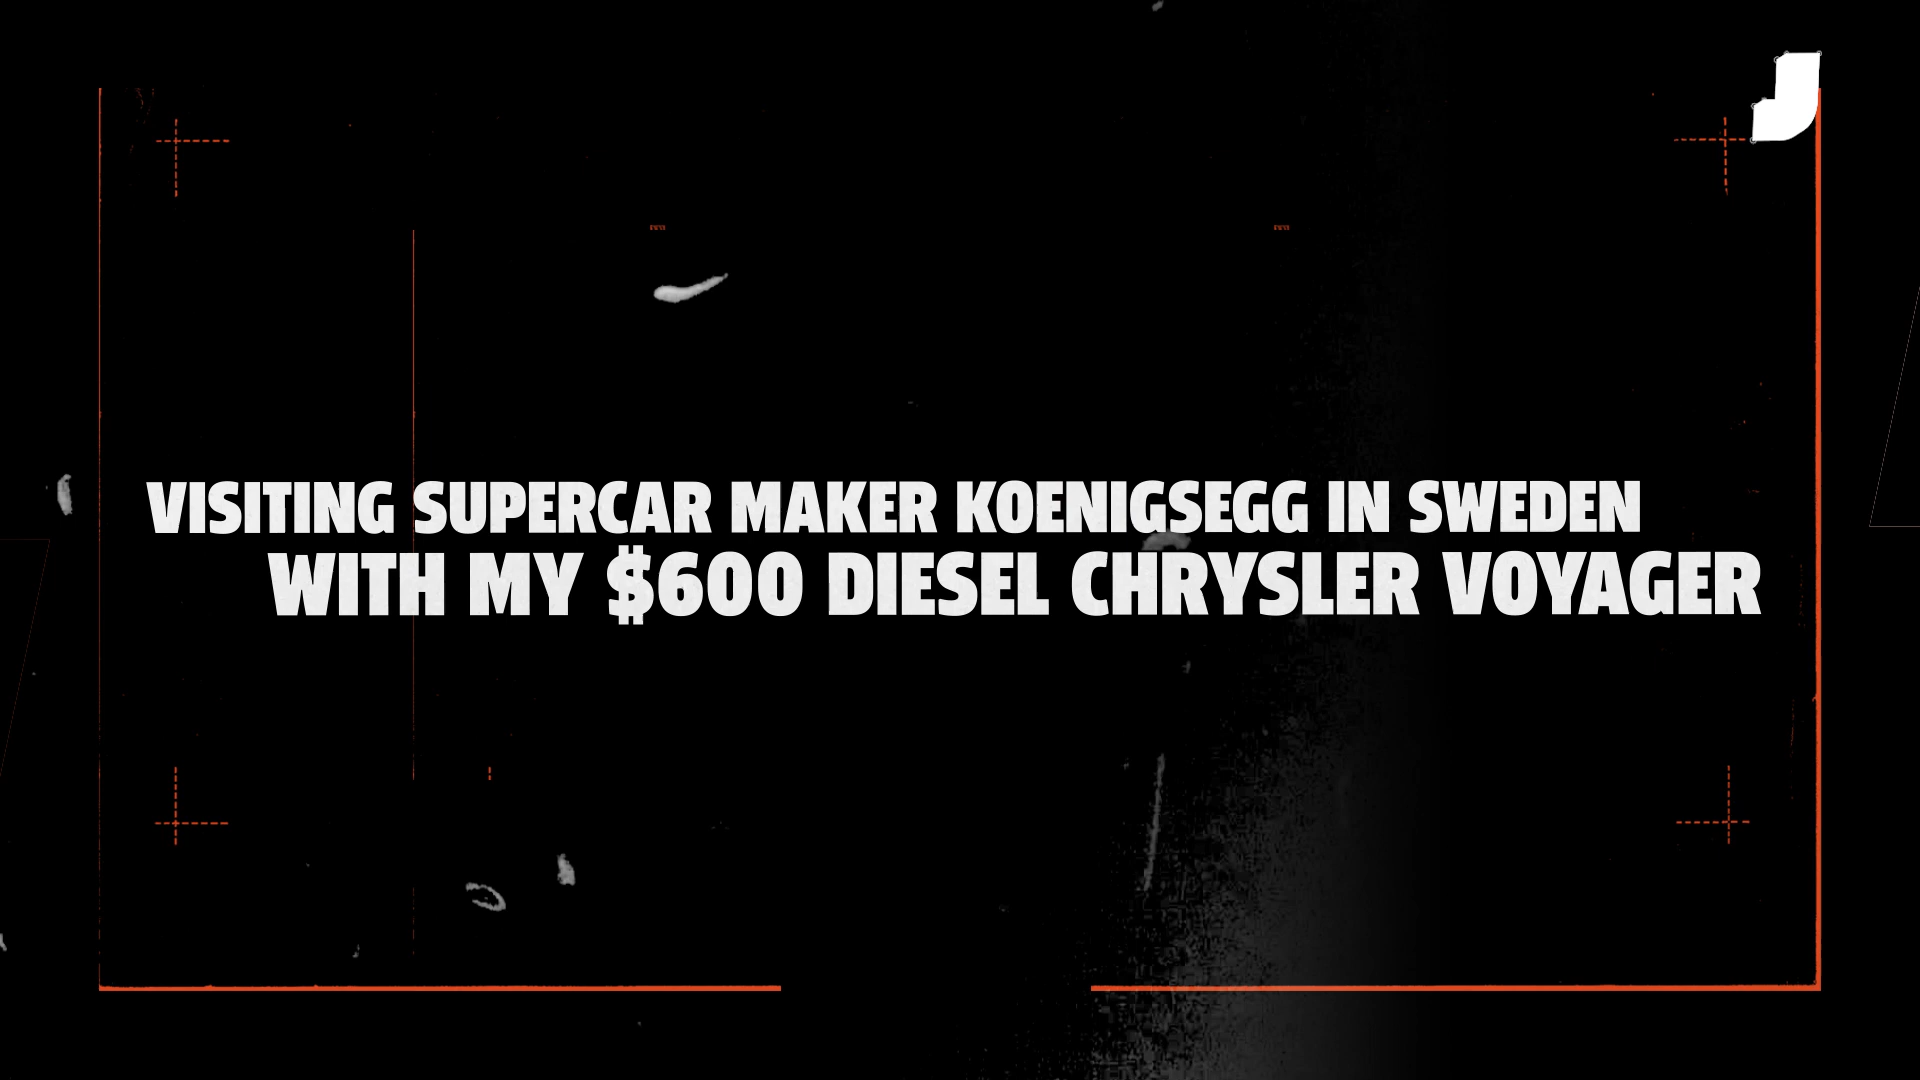 VISITING SUPERCAR MAKER KOENIGSEGG IN SWEDEN
WITH MY $600 DIESEL CHRYSLER VOYAGER